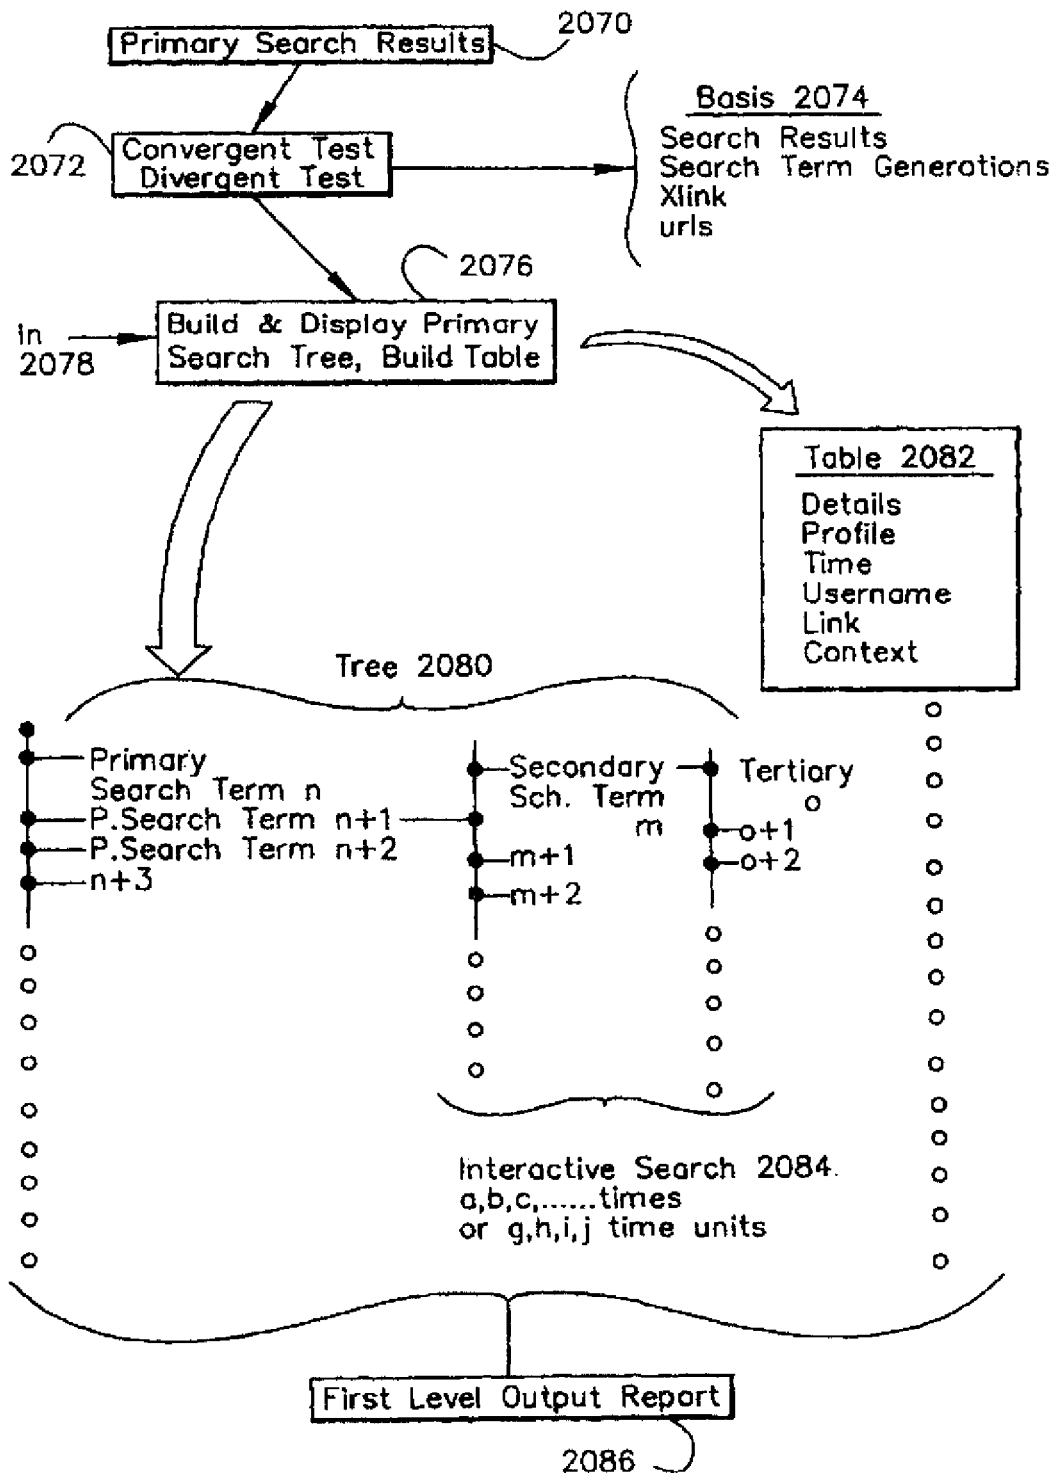 2070
Primary Search Results
Basis 2074
Search Results
Search Term Generations
Xlink
urls
2072
Convergent Test
Divergent Test
2076
In
2078
Build & Display Primary
Search Tree, Build Table
Table 2082
Details
Profile
Time
Username
Link
Context
Tree 2080
Primary
Search Term n
P.Search Term n+1
P.Search Term n+2
n+3
Secondary
Sch. Term
m
m+1
m+2
Tertiary
o
o+1
o+2
Interactive Search 2084.
a,b,c,......times
or g,h,i,j time units
First Level Output Report
2086